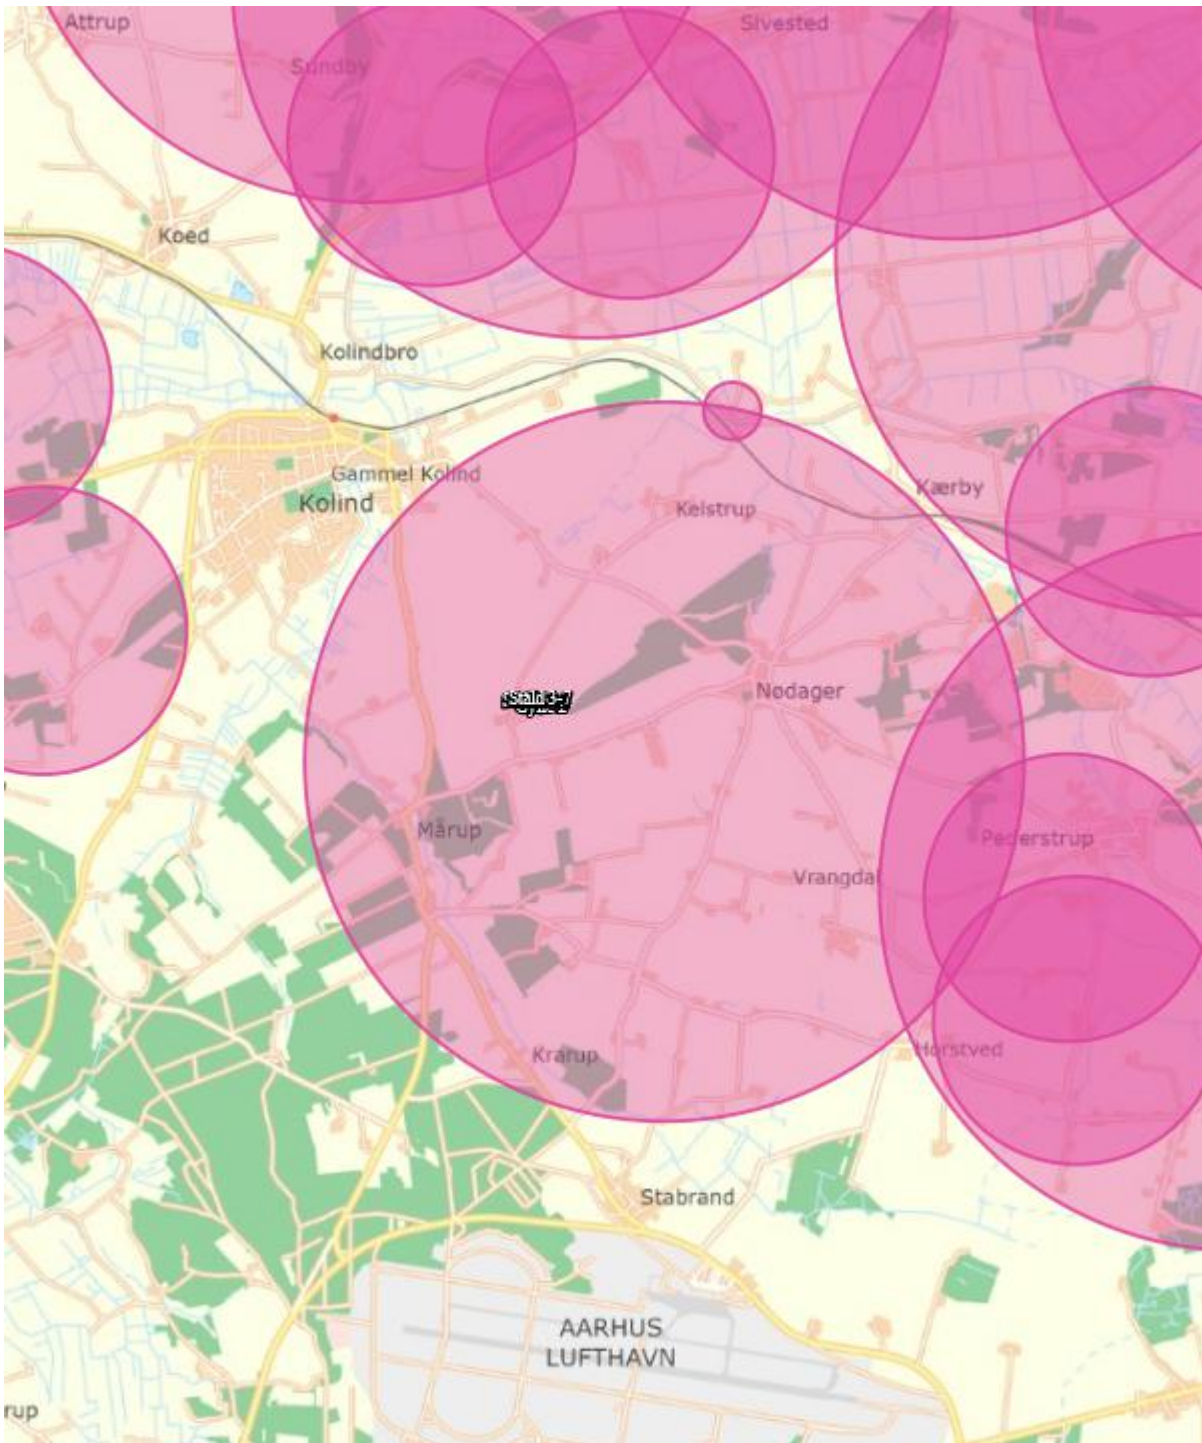 Attrup
Sivested
Sundby
Koed
Kolindbro
Gammel Kolind
Kolind
Kærby
Kelstrup
Nødager
Mårup
Pederstrup
Vrangdal
Horstved
Krarup
Stabrand
AARHUS
LUFTHAVN
rup